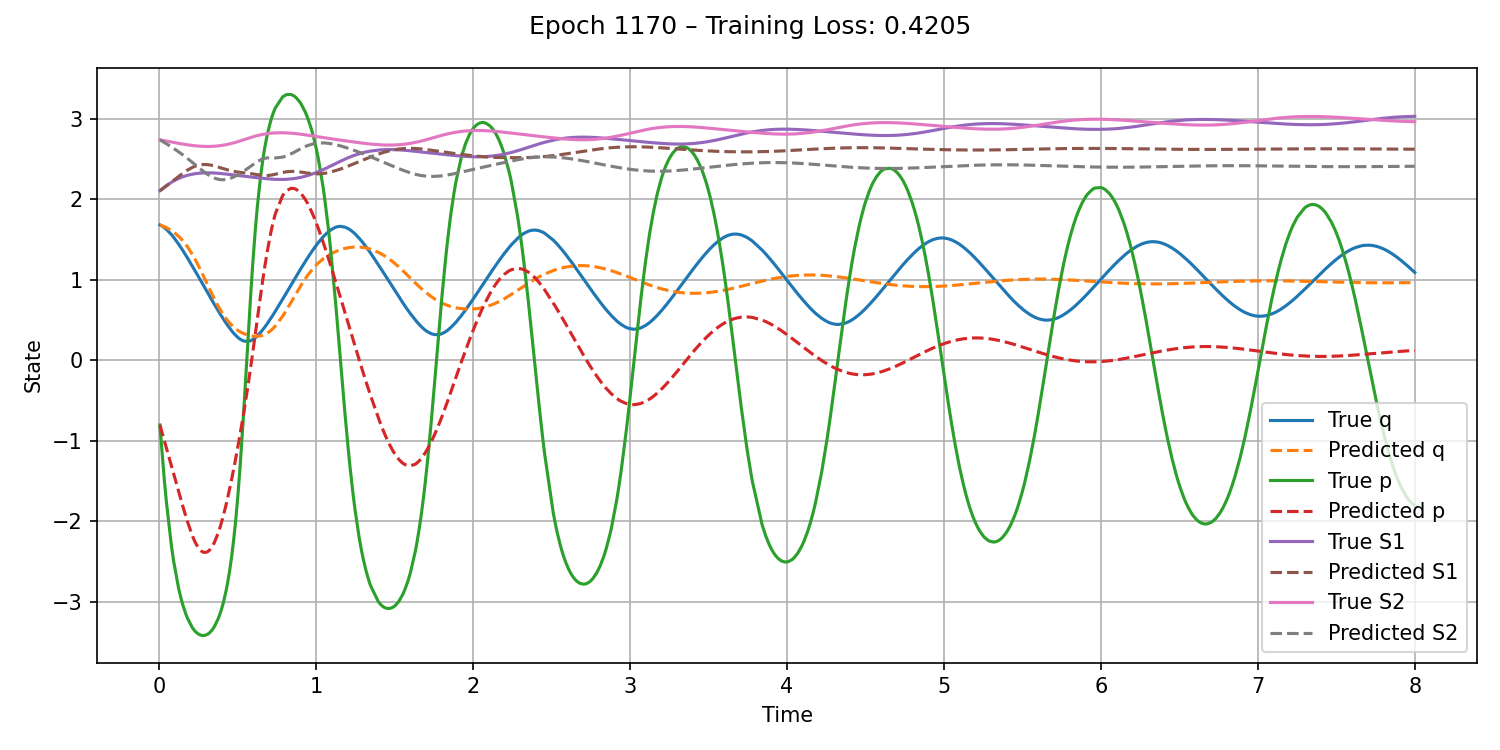 Epoch 1170 – Training Loss: 0.4205
State
3
2
1
0
−1
−2
−3
0 1 2 3 4 5 6 7 8
Time
True q
Predicted q
True p
Predicted p
True S1
Predicted S1
True S2
Predicted S2